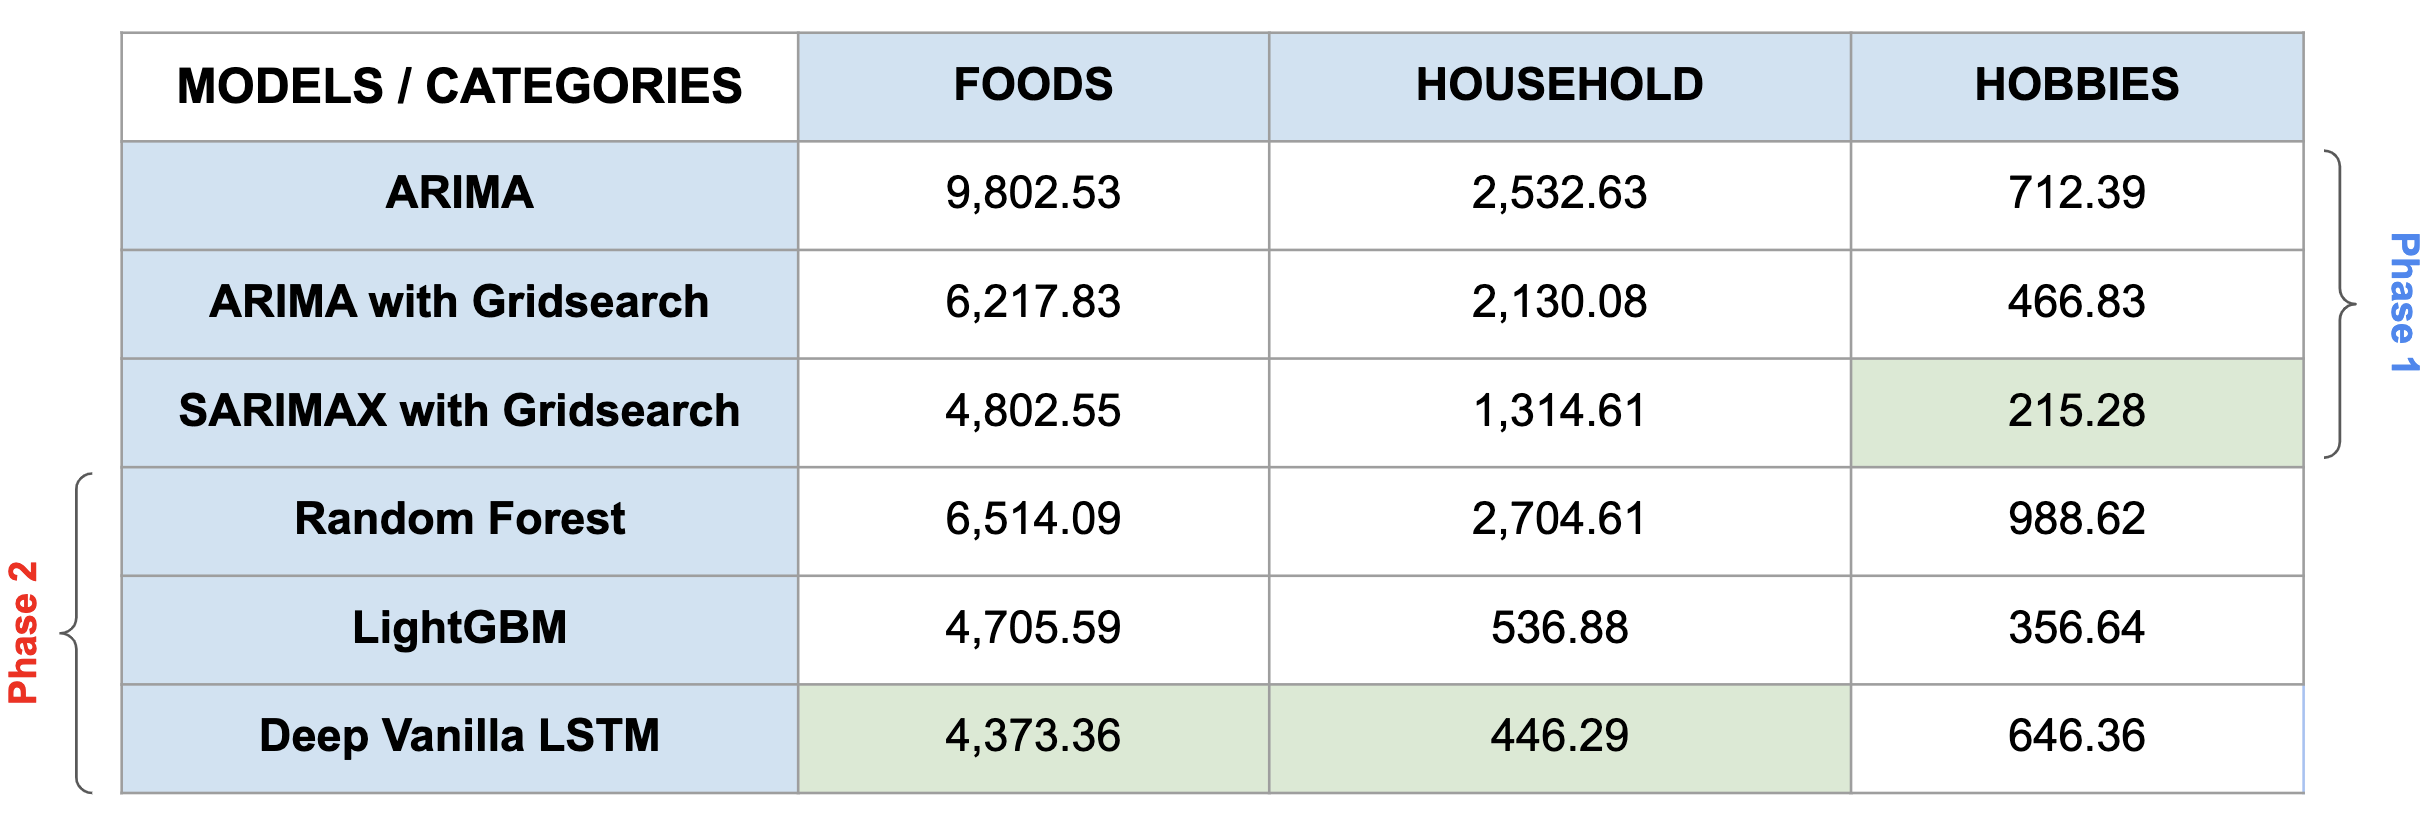 MODELS / CATEGORIES FOODS HOUSEHOLD HOBBIES
ARIMA 9,802.53 2,532.63 712.39
ARIMA with Gridsearch 6,217.83 2,130.08 466.83
SARIMAX with Gridsearch 4,802.55 1,314.61 215.28
Phase 1
Random Forest 6,514.09 2,704.61 988.62
LightGBM 4,705.59 536.88 356.64
Deep Vanilla LSTM 4,373.36 446.29 646.36
Phase 2